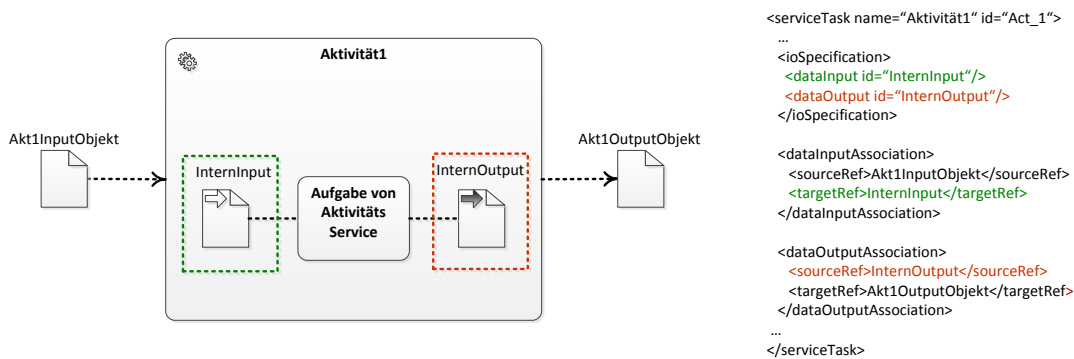 Aktivität1
Akt1InputObjekt
Akt1OutputObjekt
InternInput
InternOutput
Aufgabe von
Aktivitäts
Service
<serviceTask name=“Aktivität1“ id=“Act_1“>
…
<ioSpecification>
<dataInput id=“InternInput“/>
<dataOutput id=“InternOutput“/>
</ioSpecification>
<dataInputAssociation>
<sourceRef>Akt1InputObjekt</sourceRef>
<targetRef>InternInput</targetRef>
</dataInputAssociation>
<dataOutputAssociation>
<sourceRef>InternOutput</sourceRef>
<targetRef>Akt1OutputObjekt</targetRef>
</dataOutputAssociation>
…
</serviceTask>